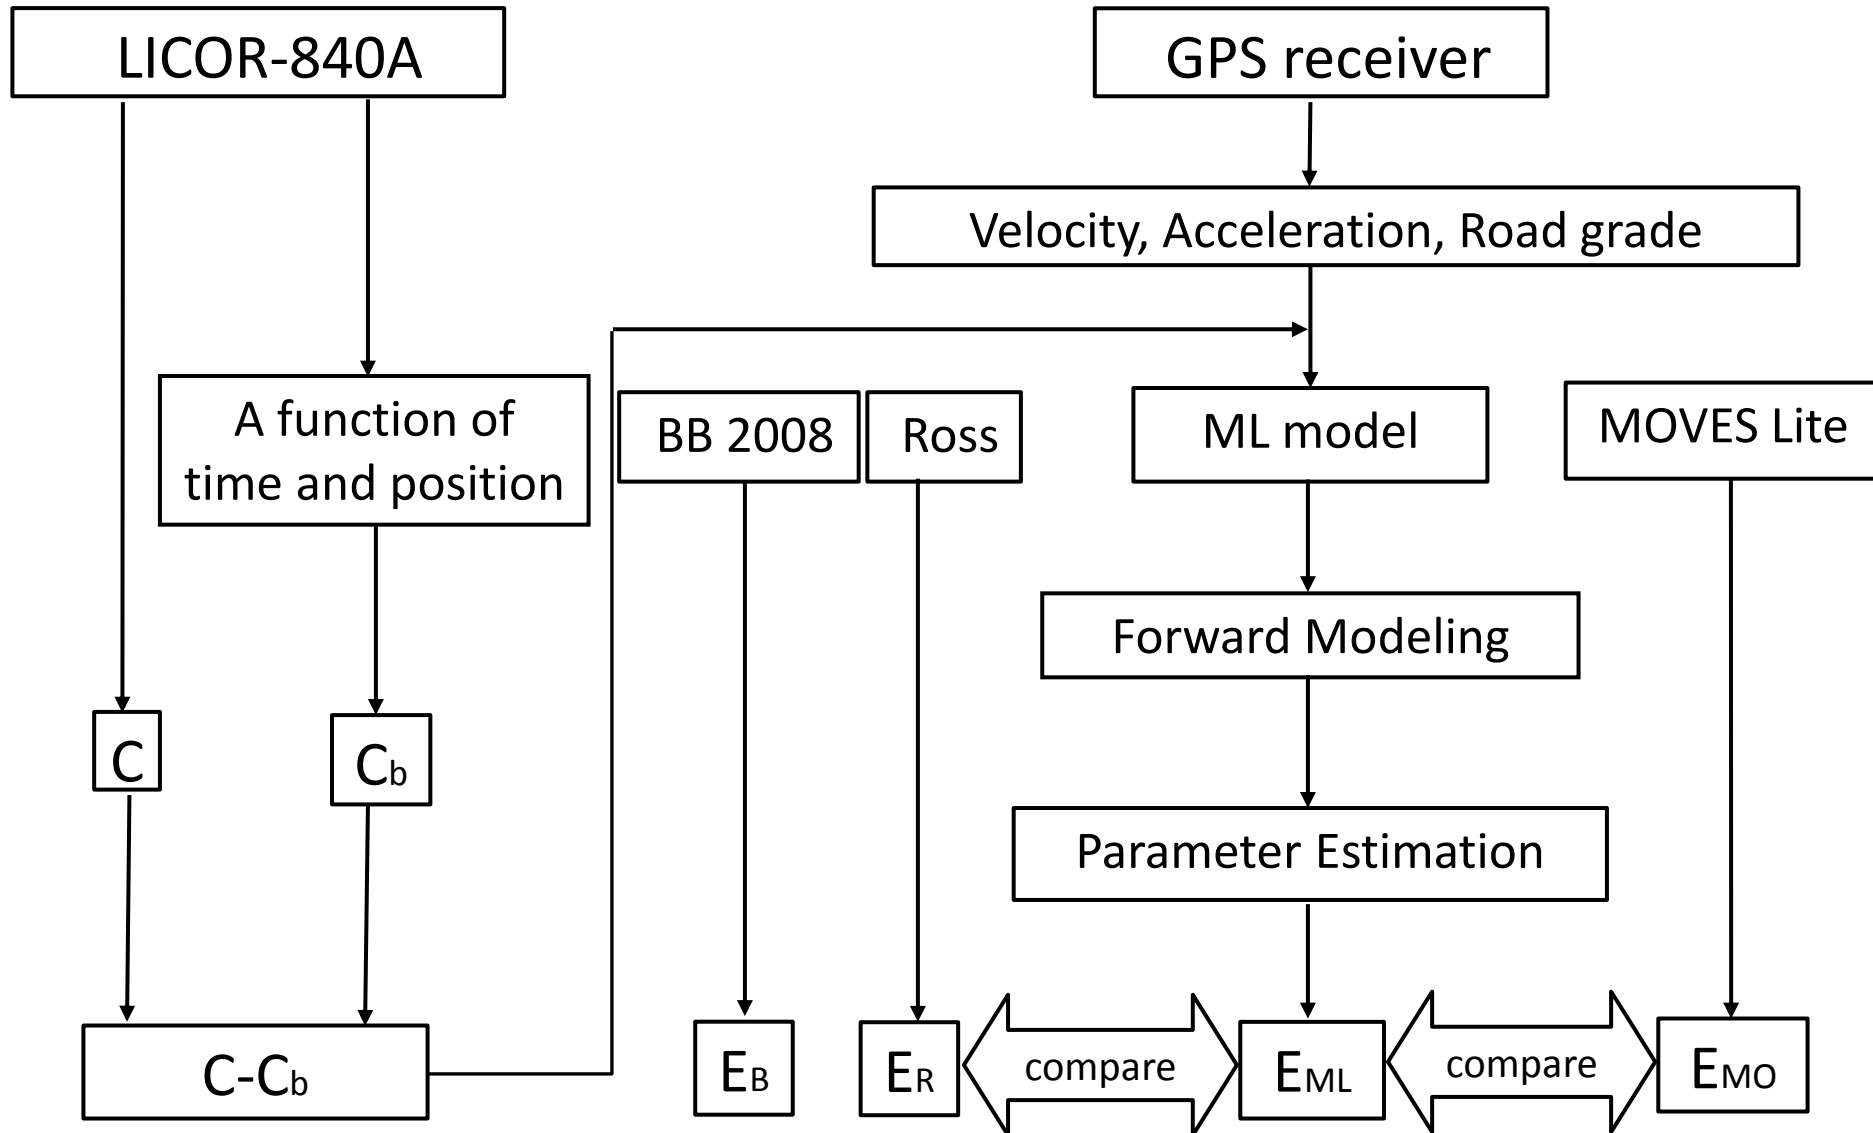 LICOR-840A
GPS receiver
Velocity, Acceleration, Road grade
A function of
time and position
BB 2008
Ross
ML model
MOVES Lite
Forward Modeling
C
Cb
Parameter Estimation
C-Cb
EB
ER
compare
EML
compare
EMO